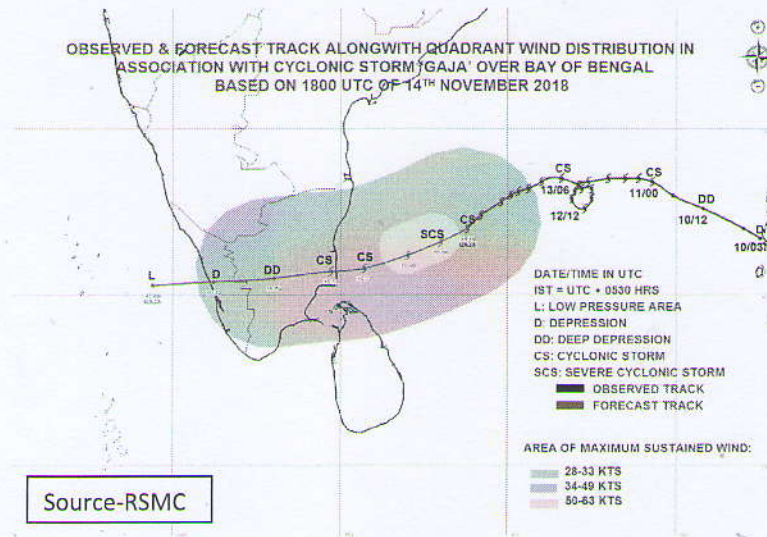 OBSERVED & FORECAST TRACK ALONGWITH QUADRANT WIND DISTRIBUTION IN
ASSOCIATION WITH CYCLONIC STORM 'GAJA' OVER BAY OF BENGAL
BASED ON 1800 UTC OF 14TH NOVEMBER 2018
CS
CS
13/06
11/00
DD
12/12
10/12
CS
SCS
10/03
CS
CS
DD
D
L
DATE/TIME IN UTC
IST = UTC + 0530 HRS
L: LOW PRESSURE AREA
D: DEPRESSION
DD: DEEP DEPRESSION
CS: CYCLONIC STORM
SCS: SEVERE CYCLONIC STORM
OBSERVED TRACK
FORECAST TRACK
AREA OF MAXIMUM SUSTAINED WIND:
28-33 KTS
34-49 KTS
50-63 KTS
Source-RSMC